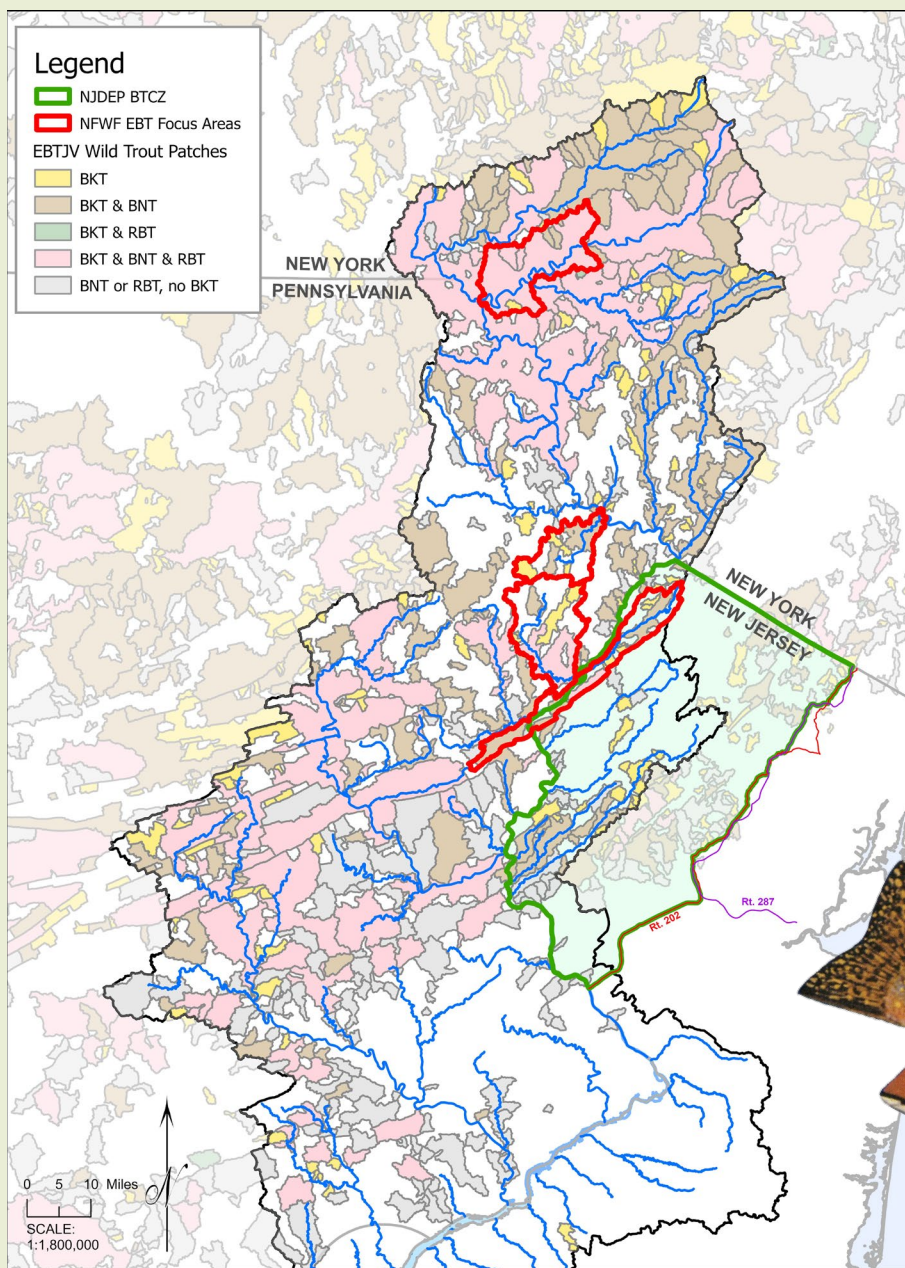 Legend
NJDEP BTCZ
NFWF EBT Focus Areas
EBTJV Wild Trout Patches
BKT
BKT & BNT
BKT & RBT
BKT & BNT & RBT
BNT or RBT, no BKT
NEW YORK
PENNSYLVANIA
NEW YORK
NEW JERSEY
Rt. 287
Rt. 202
0 5 10 Miles
SCALE:
1:1,800,000